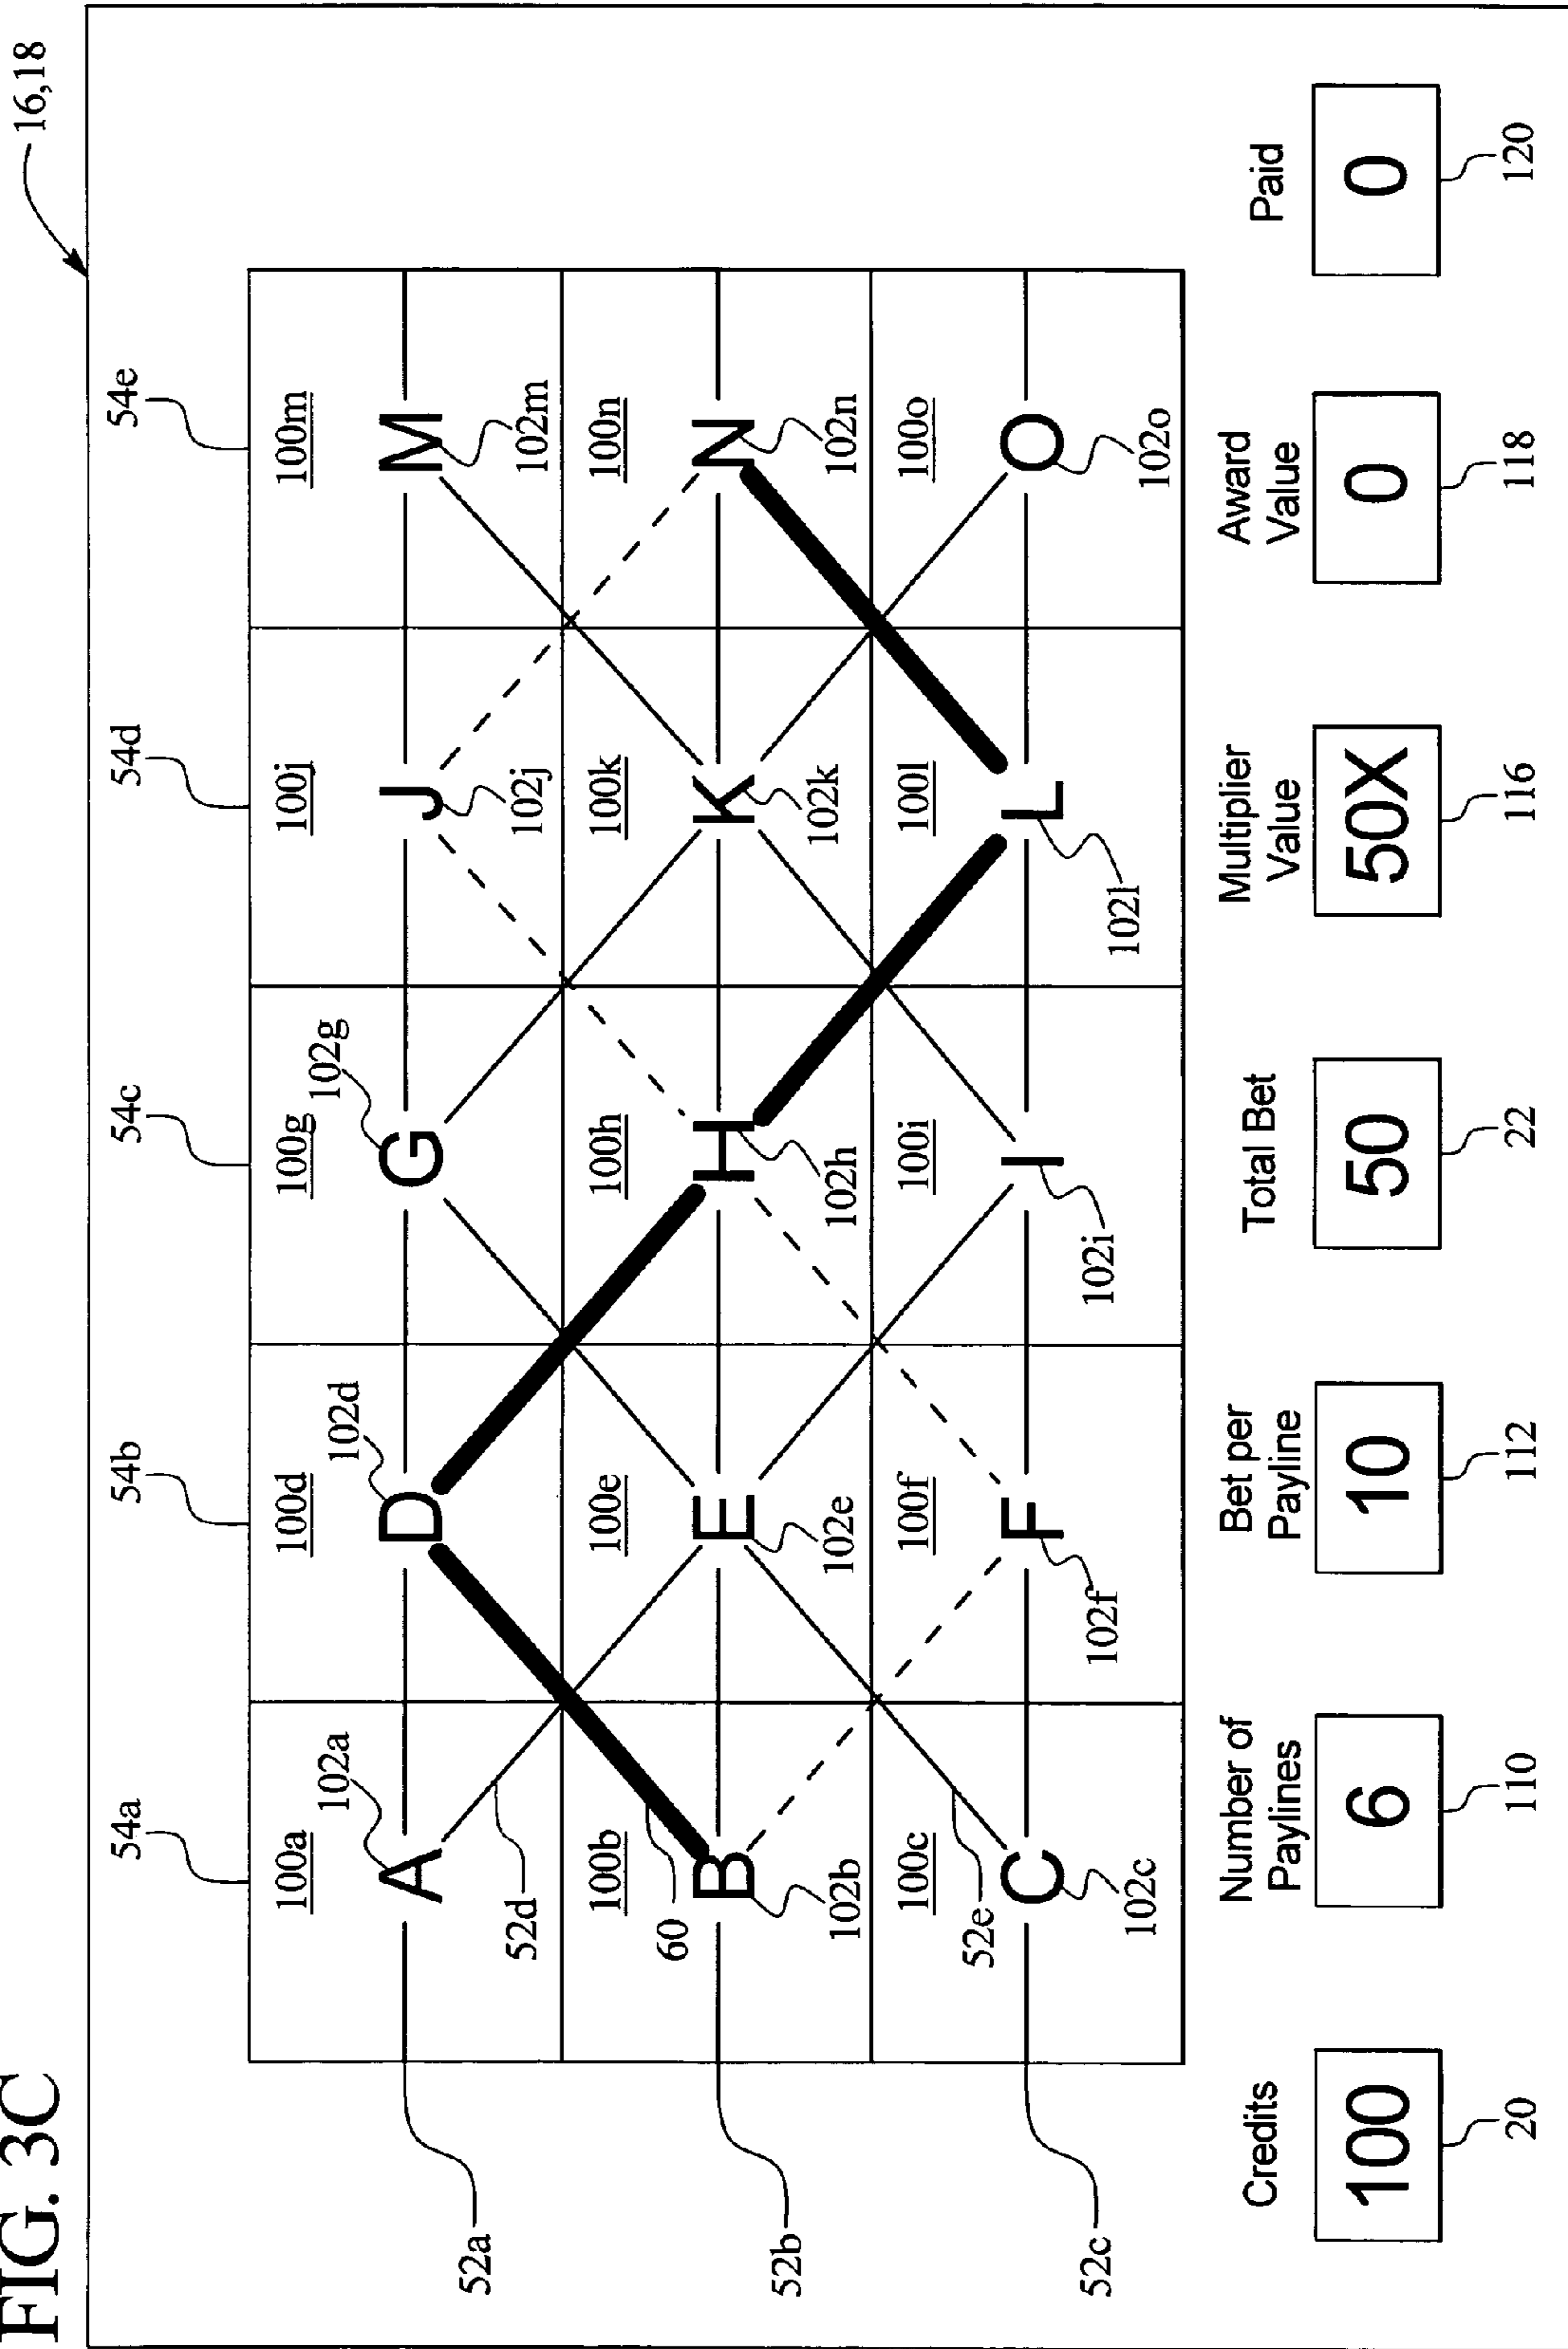 FIG. 3C
16,18
54a 54b 54c 54d 54e
100a 100d 100g 100j 100m
102a 102d 102g
A D G J M
52a
52d 102j 102m
100b 100e 100h 100k 100n
60
B E H K N
52b
102b 102e 102h 102k 102n
100c 100f 100i 100l 100o
52e
C F I L O
52c
102c 102f 102i 102l 102o
Credits Number of Paylines Bet per Payline Total Bet Multiplier Value Award Value Paid
100 6 10 50 50X 0 0
20 110 112 22 116 118 120